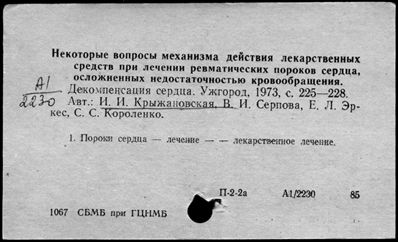 Некоторые вопросы механизма действия лекарственных
средств при лечении ревматических пороков сердца,
осложненных недостаточностью кровообращения.
А1/2230
Декомпенсация сердца. Ужгород, 1973, с. 225—228.
Авт.: И. И. Крыжановская, В. И. Серпова, Е. Л. Эр-
кес, С. С. Короленко.
1. Пороки сердца — лечение — — лекарственное лечение.
П-2-2а А1/2230 85
1067 СБМБ при ГЦНМБ